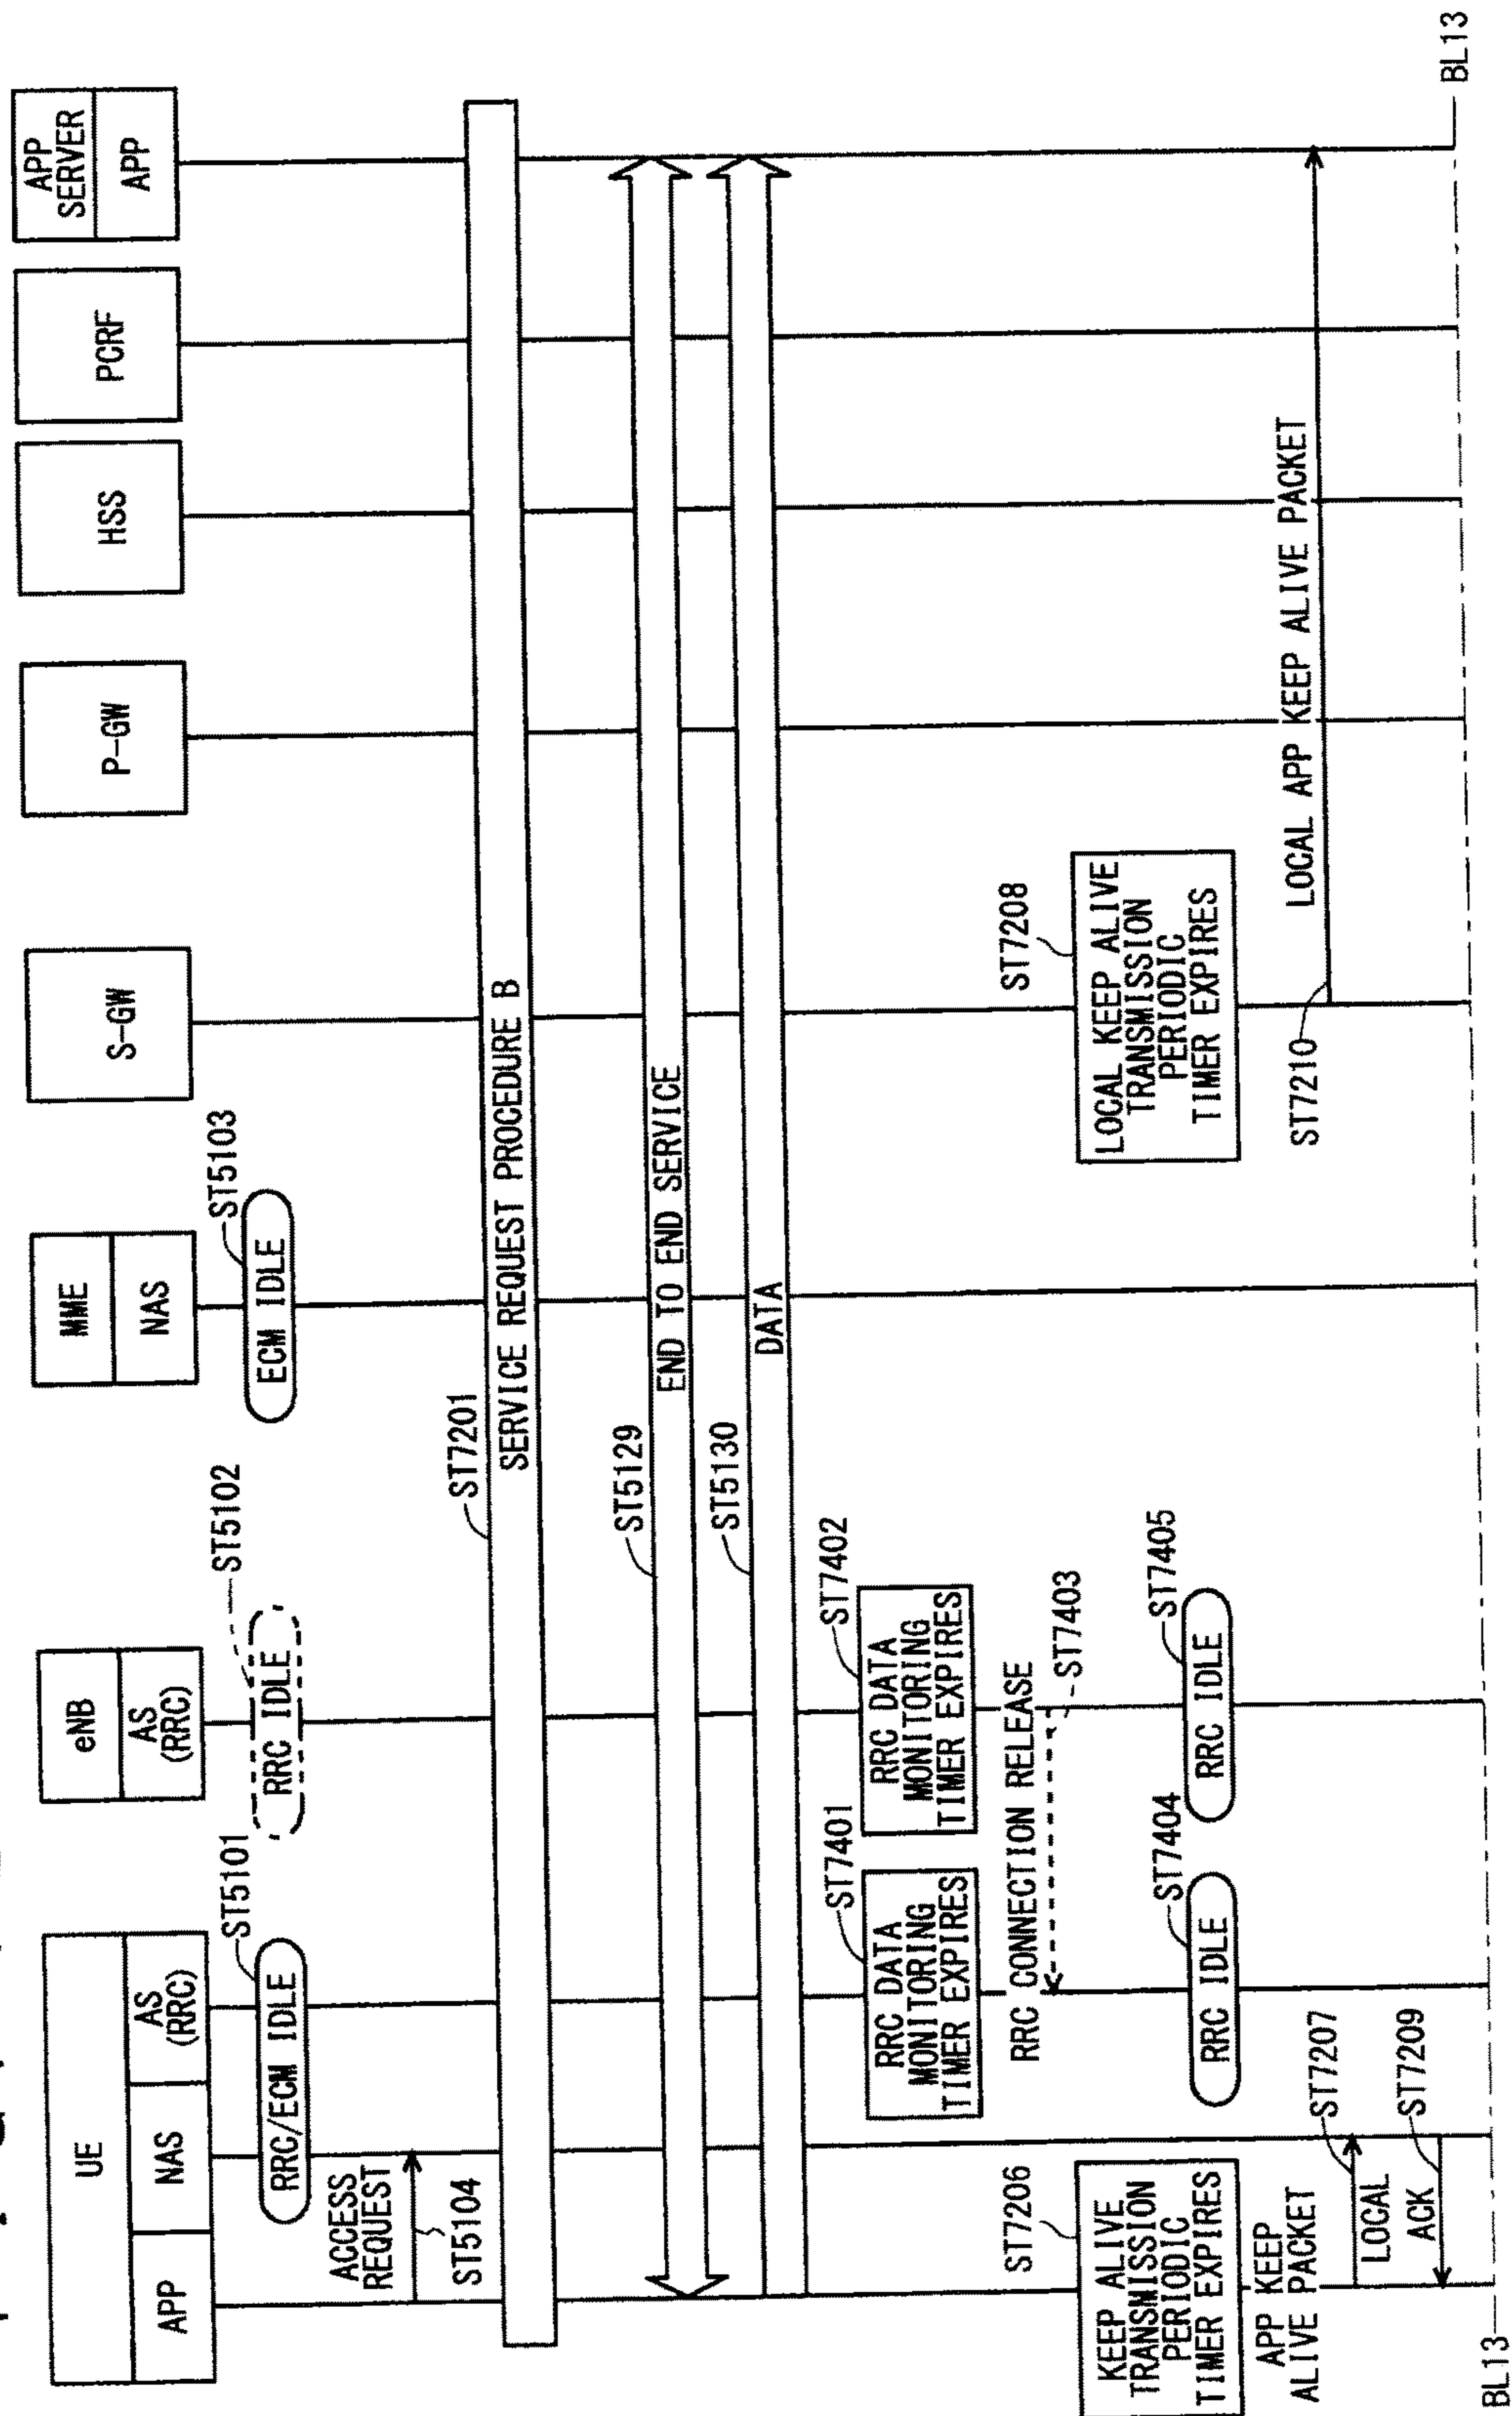 UE
APP
NAS
AS
(RRC)
eNB
AS
(RRC)
MME
NAS
S-GW
P-GW
HSS
PCRF
APP
SERVER
APP
RRC/ECM IDLE
ST5101
RRC IDLE
ST5102
ECM IDLE
ST5103
ACCESS
REQUEST
ST5104
ST7201
SERVICE REQUEST PROCEDURE B
ST5129
END TO END SERVICE
ST5130
DATA
ST7401
RRC DATA
MONITORING
TIMER EXPIRES
ST7402
RRC DATA
MONITORING
TIMER EXPIRES
RRC CONNECTION RELEASE
ST7403
ST7404
RRC IDLE
ST7405
RRC IDLE
ST7206
KEEP ALIVE
TRANSMISSION
PERIODIC
TIMER EXPIRES
ST7208
LOCAL KEEP ALIVE
TRANSMISSION
PERIODIC
TIMER EXPIRES
APP KEEP
ALIVE PACKET
ST7207
LOCAL
ACK
ST7209
LOCAL APP KEEP ALIVE PACKET
ST7210
BL13
BL13